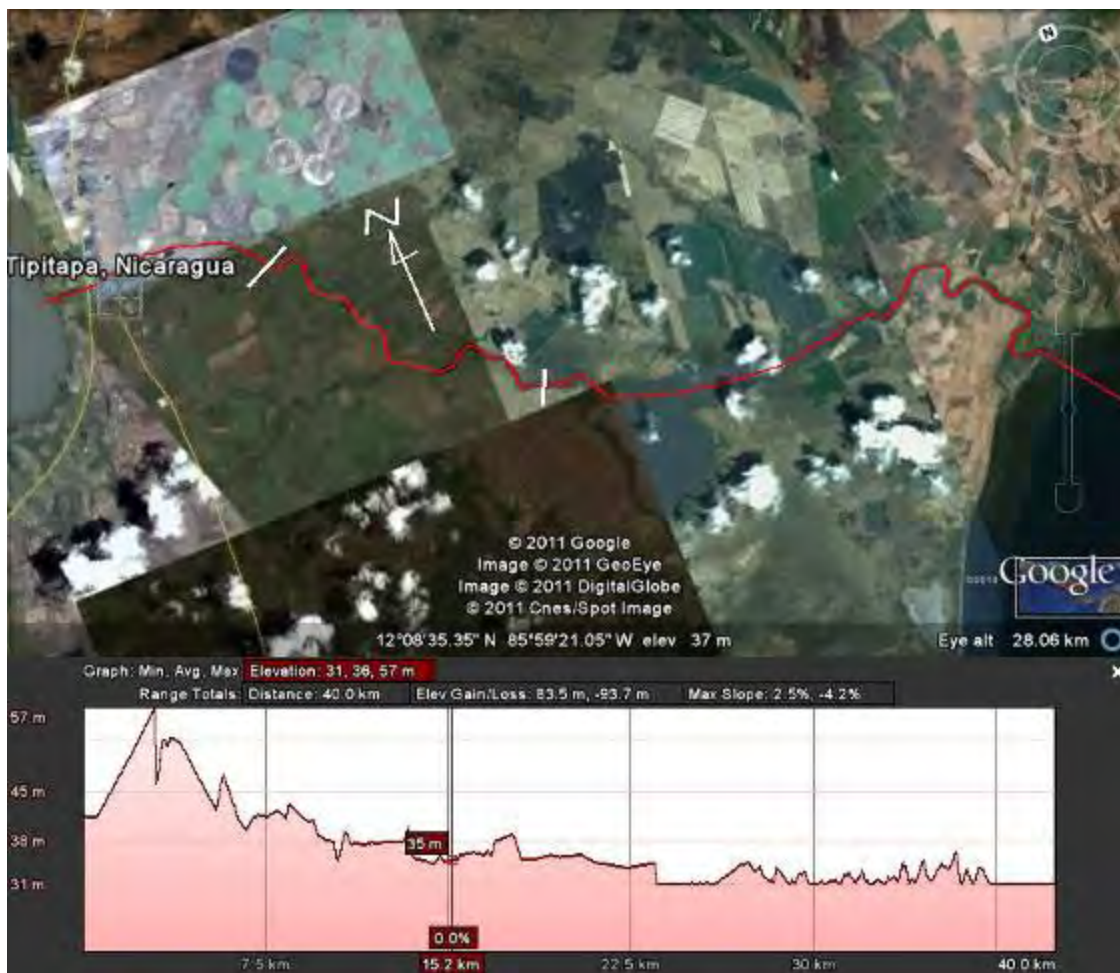 N
N
Tipitapa, Nicaragua
© 2011 Google
Image © 2011 GeoEye
Image © 2011 DigitalGlobe
© 2011 Cnes/Spot Image
Google
12°08'35.35" N 85°59'21.05" W elev 37 m
Eye alt 28.06 km
Graph: Min, Avg, Max Elevation: 31, 36, 57 m
Range Totals: Distance: 40.0 km Elev Gain/Loss: 83.5 m, -93.7 m Max Slope: 2.5%, -4.2%
57 m
45 m
38 m
35 m
31 m
0.0%
7.5 km 15.2 km 22.5 km 30 km 40.0 km